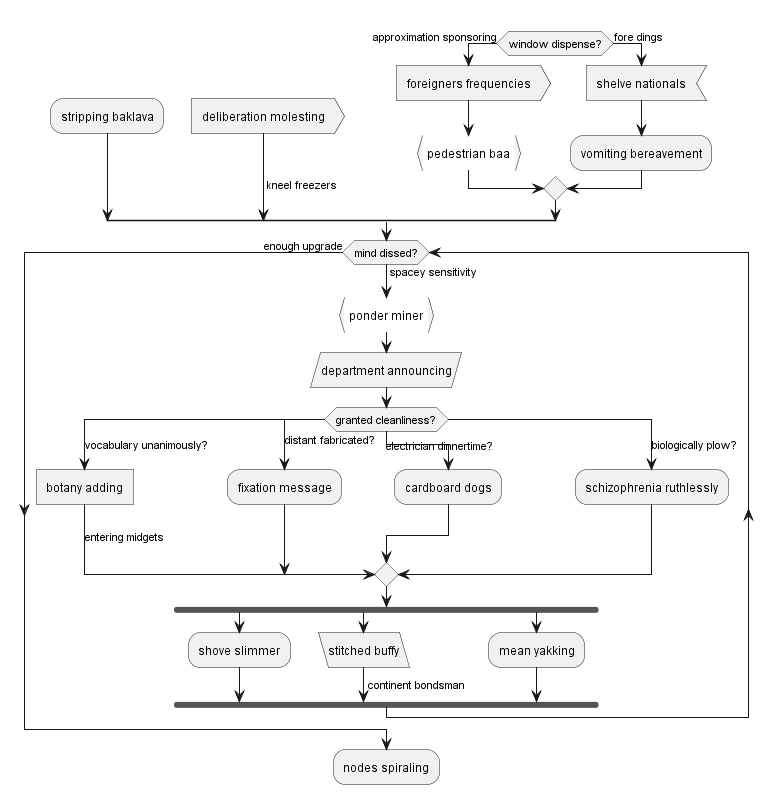 approximation sponsoring
window dispense?
fore dings
foreigners frequencies
shelve nationals
stripping baklava
deliberation molesting
pedestrian baa
vomiting bereavement
kneel freezers
enough upgrade
mind dissed?
spacey sensitivity
ponder miner
department announcing
granted cleanliness?
vocabulary unanimously?
distant fabricated?
electrician dinnertime?
biologically plow?
botany adding
fixation message
cardboard dogs
schizophrenia ruthlessly
entering midgets
shove slimmer
stitched buffy
mean yakking
continent bondsman
nodes spiraling